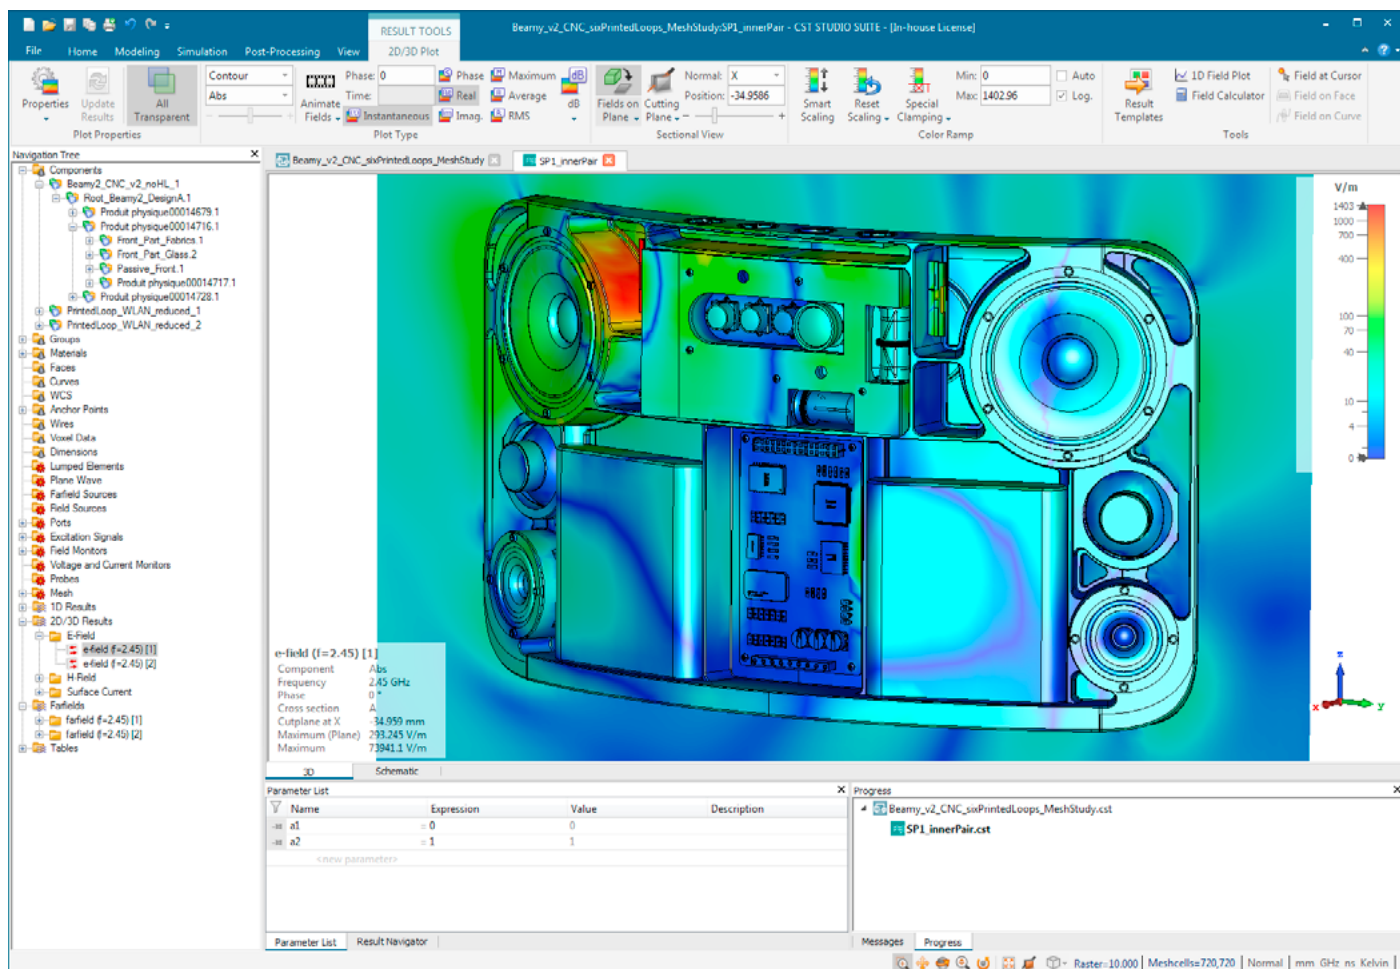 RESULT TOOLS
Beamy_v2_CNC_sixPrintedLoops_MeshStudy:SP1_innerPair - CST STUDIO SUITE - [In-house License]
File Home Modeling Simulation Post-Processing View 2D/3D Plot
Properties
Update Results
All Transparent
Plot Properties
Contour
Abs
Animate Fields
Phase: 0
Time:
Instantaneous
Phase
Real
Imag.
Maximum
Average
RMS
dB
dB
Plot Type
Fields on Plane
Cutting Plane
Normal: X
Position: -34.9586
Sectional View
Smart Scaling
Reset Scaling
Special Clamping
Min: 0
Max: 1402.96
Auto
Log.
Color Ramp
Result Templates
1D Field Plot
Field Calculator
Field at Cursor
Field on Face
Field on Curve
Tools
Navigation Tree
Components
Beamy2_CNC_v2_noHL_1
Root_Beamy2_DesignA.1
Produit physique00014679.1
Produit physique00014716.1
Front_Part_Fabrics.1
Front_Part_Glass.2
Passive_Front.1
Produit physique00014717.1
Produit physique00014728.1
PrintedLoop_WLAN_reduced_1
PrintedLoop_WLAN_reduced_2
Groups
Materials
Faces
Curves
WCS
Anchor Points
Wires
Voxel Data
Dimensions
Lumped Elements
Plane Wave
Farfield Sources
Field Sources
Ports
Excitation Signals
Field Monitors
Voltage and Current Monitors
Probes
Mesh
1D Results
2D/3D Results
E-Field
e-field (f=2.45) [1]
e-field (f=2.45) [2]
H-Field
Surface Current
Farfields
farfield (f=2.45) [1]
farfield (f=2.45) [2]
Tables
Beamy_v2_CNC_sixPrintedLoops_MeshStudy
SP1_innerPair
V/m
1403
1000
700
400
100
70
40
10
4
0
z
x
y
e-field (f=2.45) [1]
Component Abs
Frequency 2.45 GHz
Phase 0 °
Cross section A
Cutplane at X -34.959 mm
Maximum (Plane) 293.245 V/m
Maximum 73941.1 V/m
3D Schematic
Parameter List
Name Expression Value Description
a1 = 0 0
a2 = 1 1
<new parameter>
Parameter List Result Navigator
Progress
Beamy_v2_CNC_sixPrintedLoops_MeshStudy.cst
SP1_innerPair.cst
Messages Progress
Raster=10.000 Meshcells=720,720 Normal mm GHz ns Kelvin